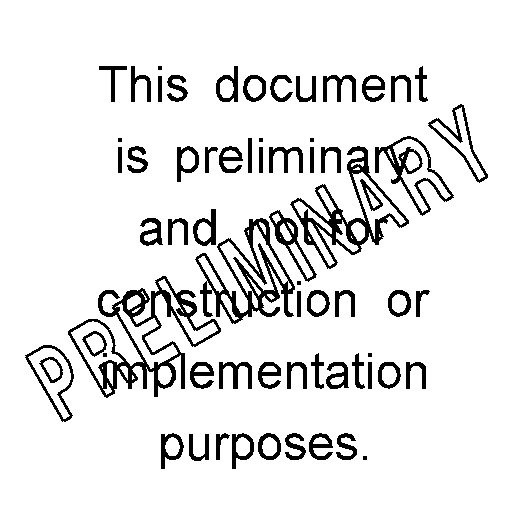 This document
is preliminary
and not for
construction or
implementation
purposes.
PRELIMINARY